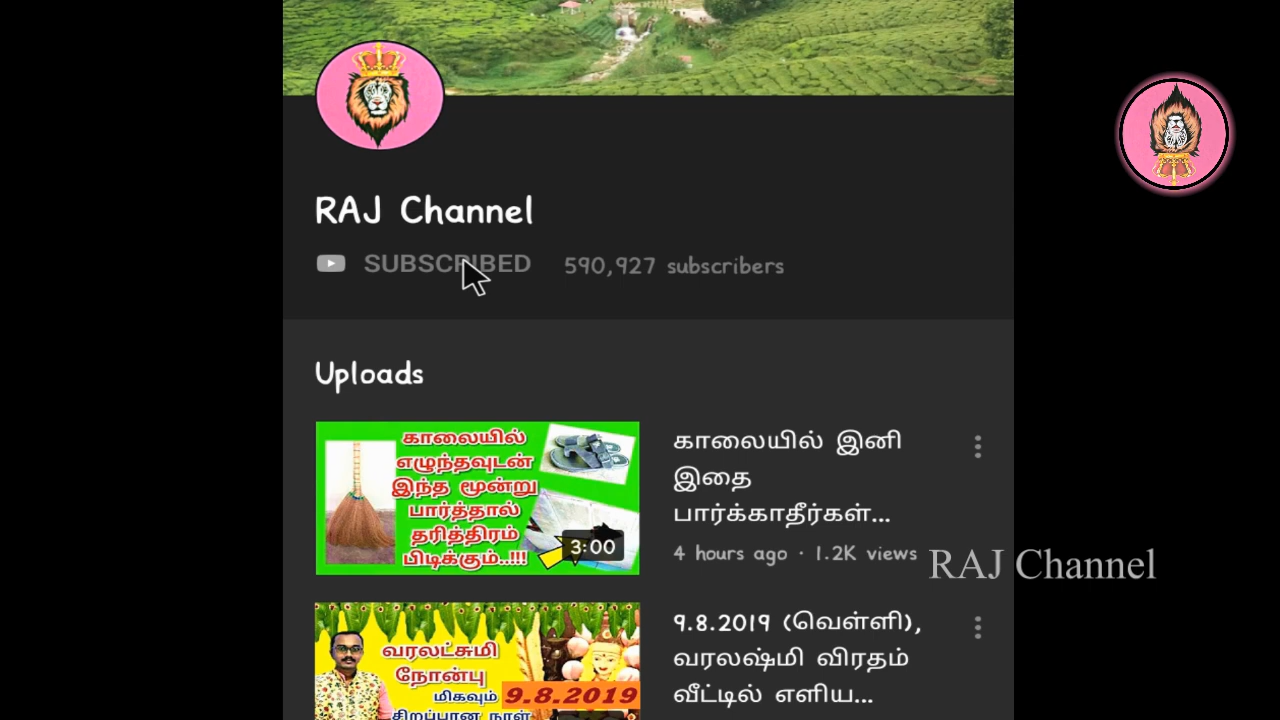 RAJ Channel
SUBSCRIBED 590,927 subscribers
Uploads
காலையில்
எழுந்தவுடன்
இந்த மூன்று
பார்த்தால்
தரித்திரம்
பிடிக்கும்..!!!
3:00
காலையில் இனி
இதை
பார்க்காதீர்கள்...
4 hours ago · 1.2K views
RAJ Channel
வரலட்சுமி
நோன்பு
மிகவும் 9.8.2019
சிறப்பான நாள்
9.8.2019 (வெள்ளி),
வரலஷ்மி விரதம்
வீட்டில் எளிய...